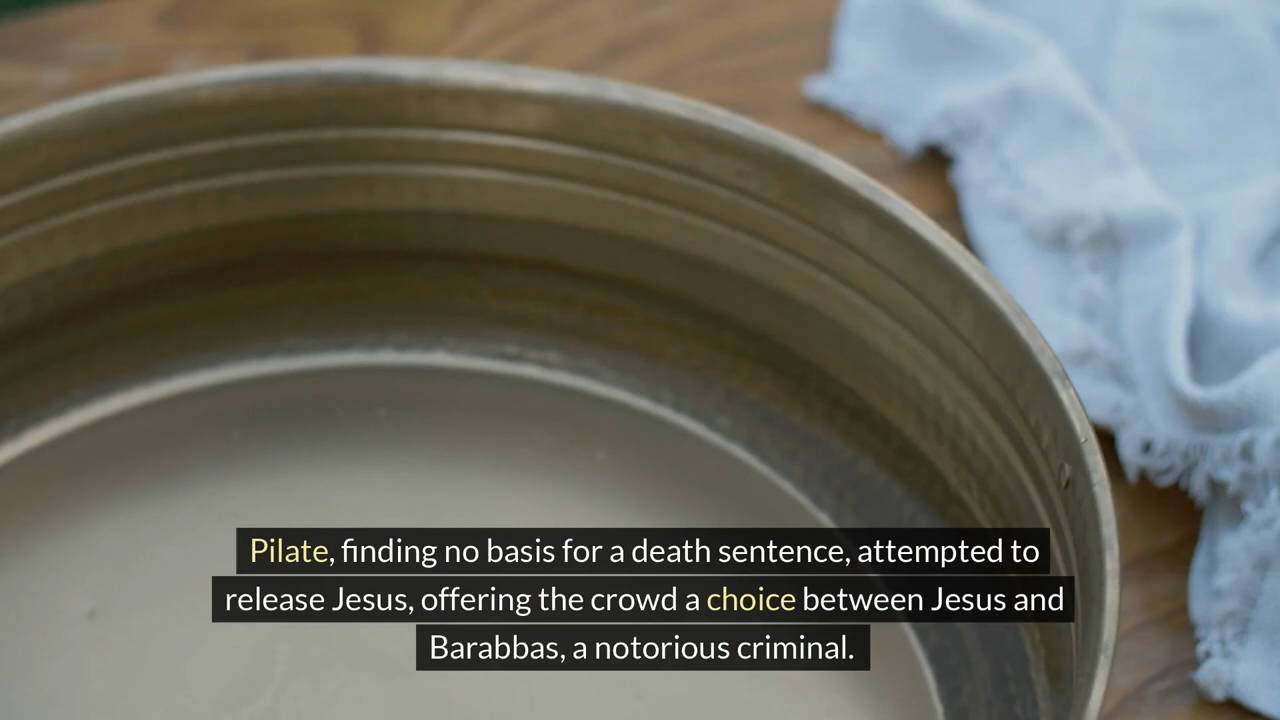 Pilate, finding no basis for a death sentence, attempted to
release Jesus, offering the crowd a choice between Jesus and
Barabbas, a notorious criminal.